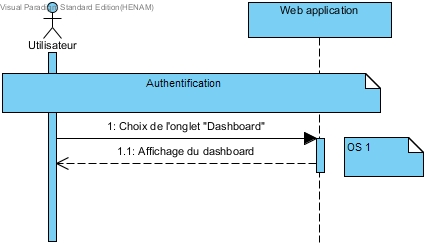 Visual Paradigm Standard Edition(HENAM)
Web application
Utilisateur
Authentification
1: Choix de l'onglet "Dashboard"
1.1: Affichage du dashboard
OS 1